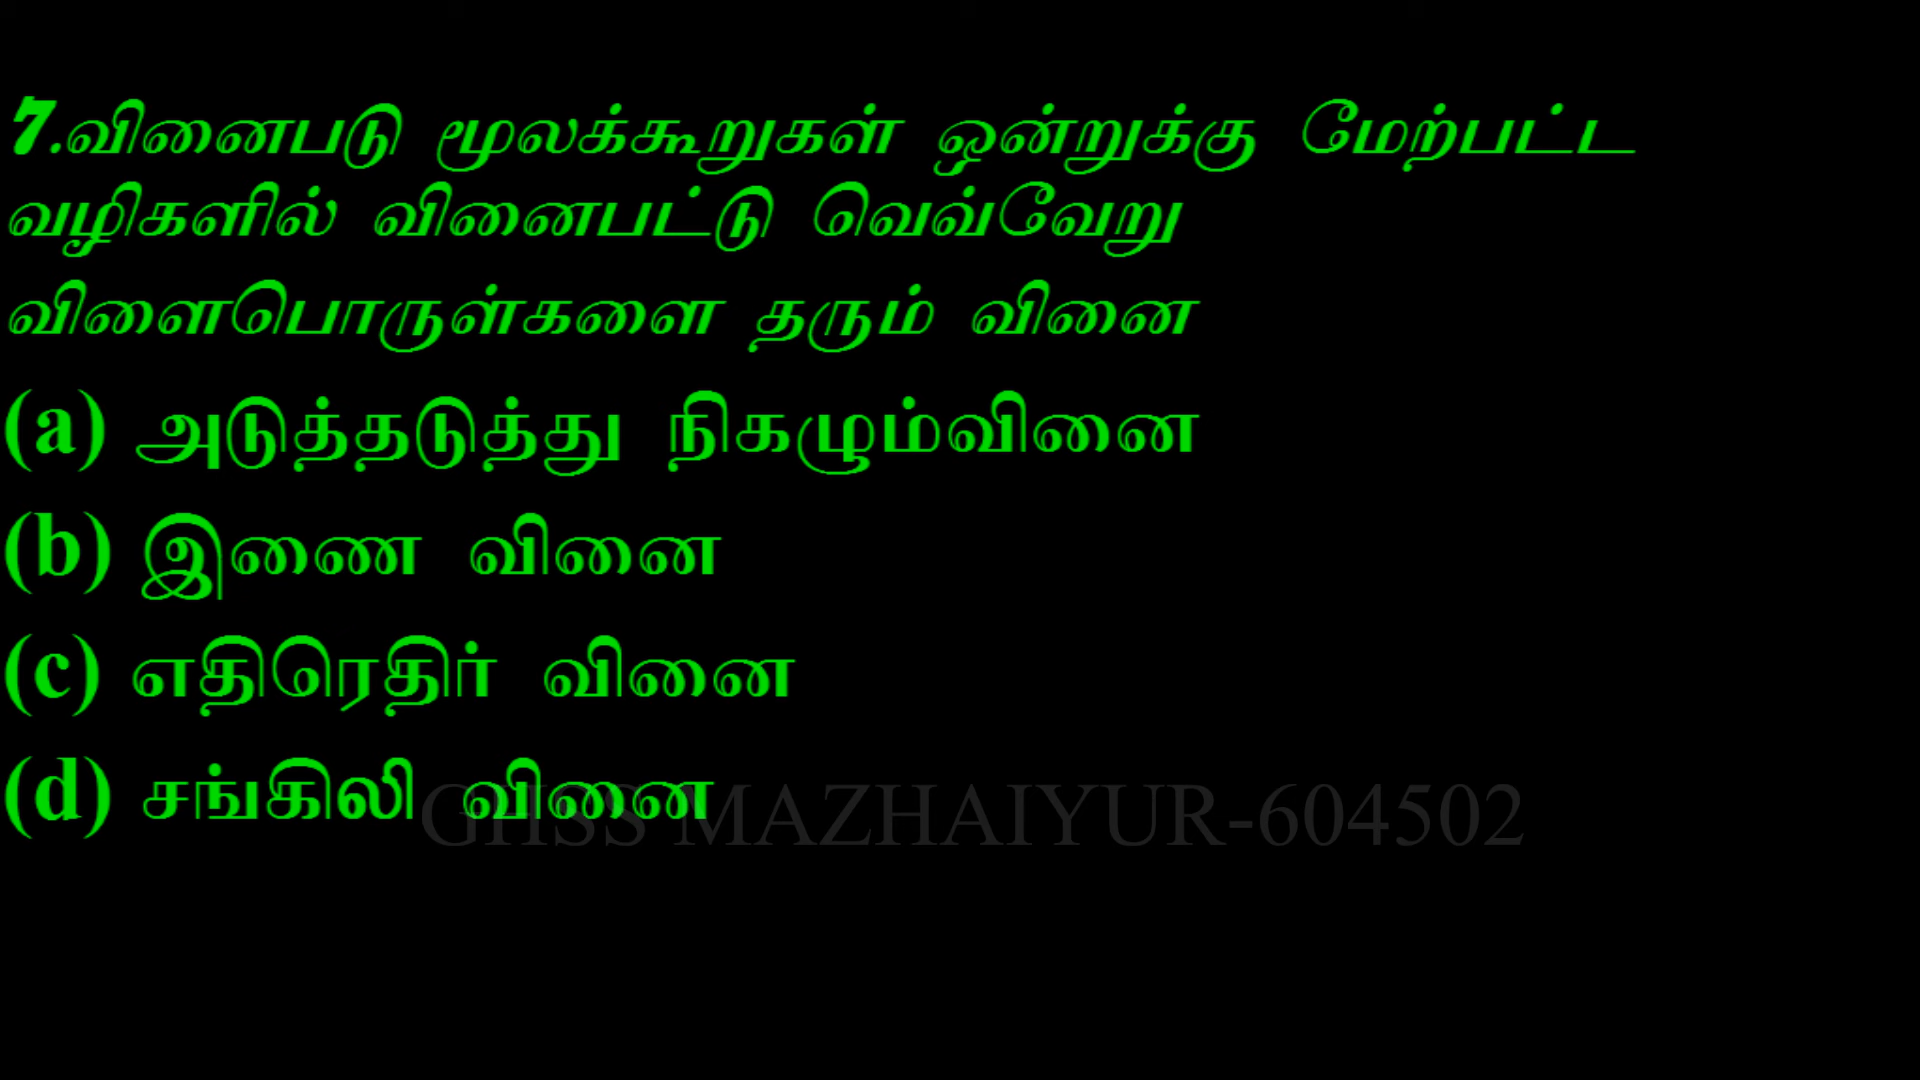 7.வினைபடு மூலக்கூறுகள் ஒன்றுக்கு மேற்பட்ட
வழிகளில் வினைபட்டு வெவ்வேறு
விளைபொருள்களை தரும் வினை
(a) அடுத்தடுத்து நிகழும்வினை
(b) இணை வினை
(c) எதிரெதிர் வினை
(d) சங்கிலி வினை
GHSS MAZHAIYUR-604502